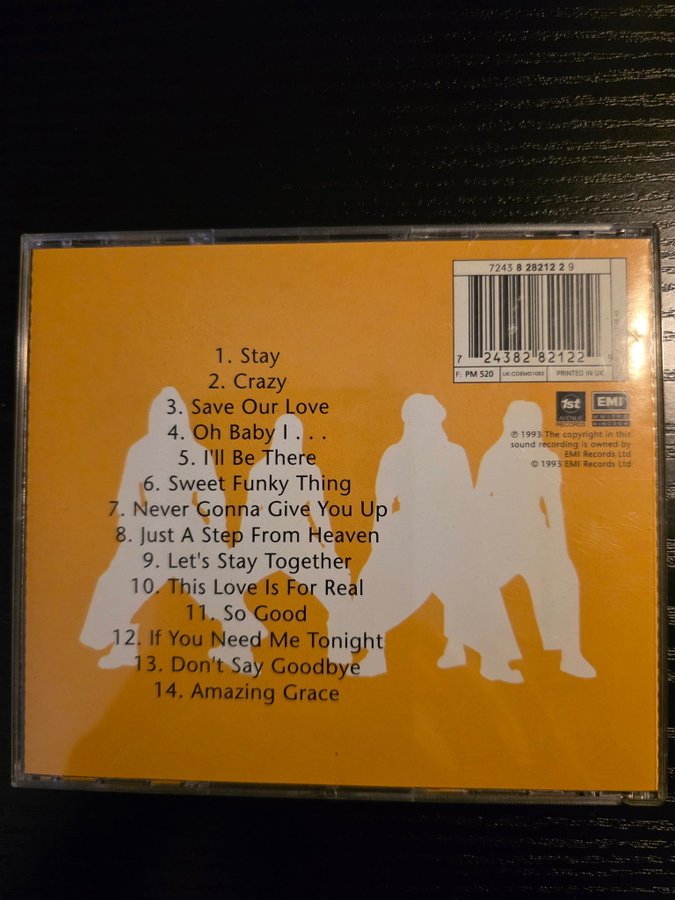 7243 8 28212 2 9
7 24382 82122 9
F: PM 520 UK:CDEMD1055 PRINTED IN UK
1st
AVENUE
RECORDS
EMI
UNITED
KINGDOM
℗ 1993 The copyright in this
sound recording is owned by
EMI Records Ltd
© 1993 EMI Records Ltd
1. Stay
2. Crazy
3. Save Our Love
4. Oh Baby I . . .
5. I'll Be There
6. Sweet Funky Thing
7. Never Gonna Give You Up
8. Just A Step From Heaven
9. Let's Stay Together
10. This Love Is For Real
11. So Good
12. If You Need Me Tonight
13. Don't Say Goodbye
14. Amazing Grace